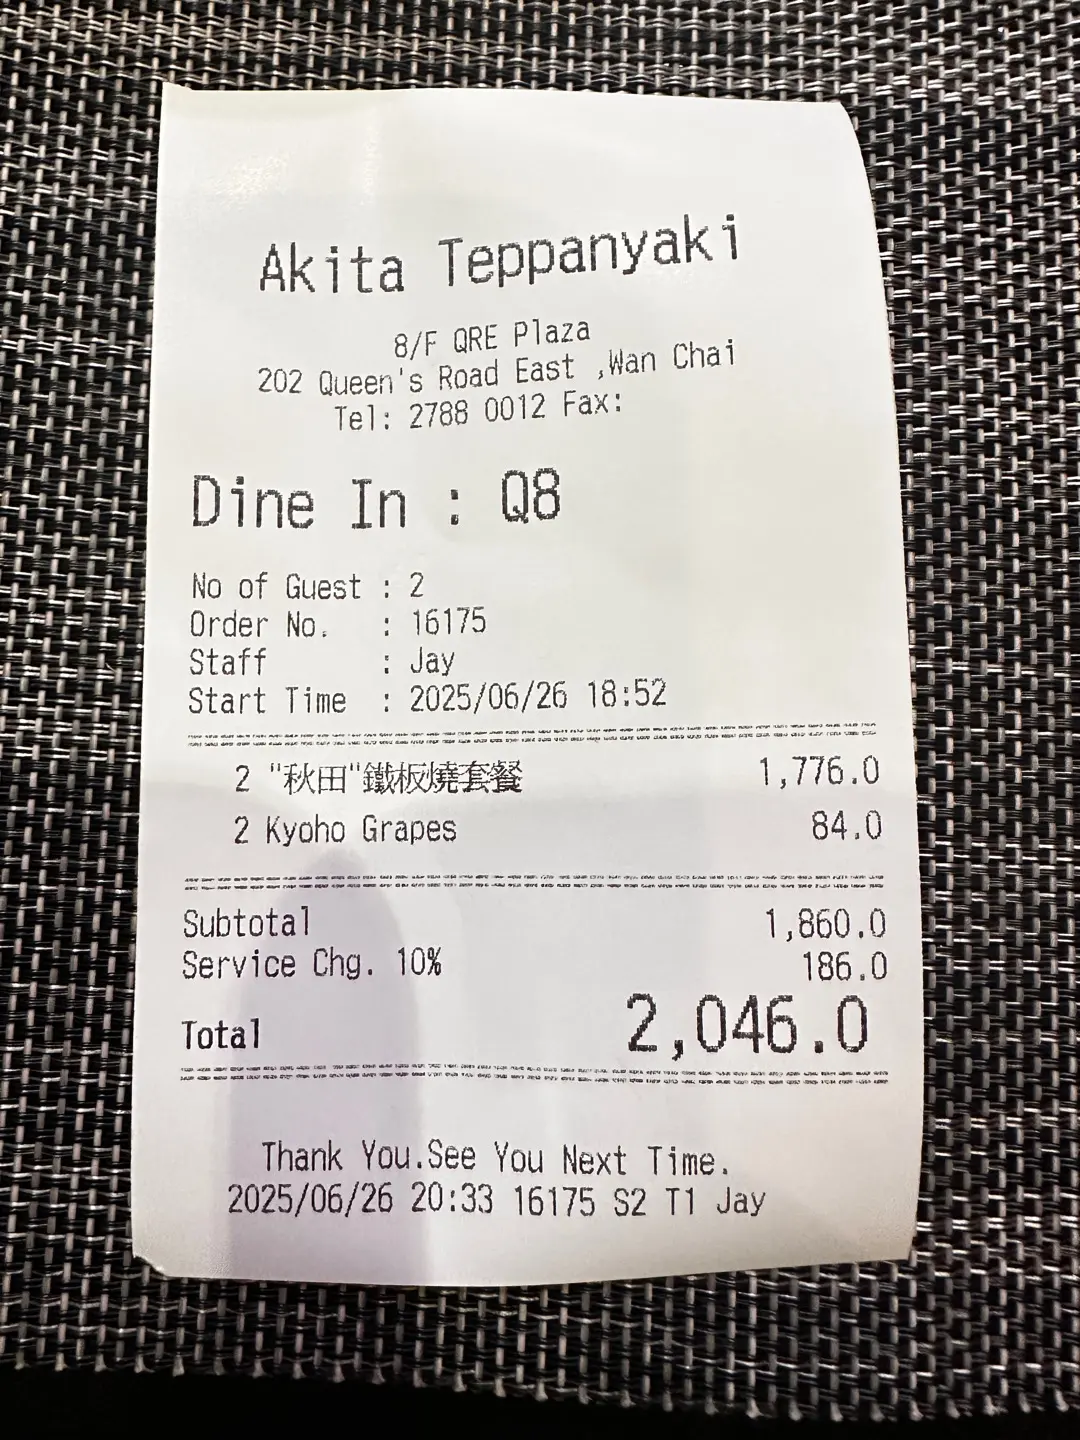 Akita Teppanyaki
8/F QRE Plaza
202 Queen's Road East ,Wan Chai
Tel: 2788 0012 Fax:
Dine In : Q8
No of Guest : 2
Order No. : 16175
Staff : Jay
Start Time : 2025/06/26 18:52
2 "秋田"鐵板燒套餐 1,776.0
2 Kyoho Grapes 84.0
Subtotal 1,860.0
Service Chg. 10% 186.0
Total 2,046.0
Thank You.See You Next Time.
2025/06/26 20:33 16175 S2 T1 Jay